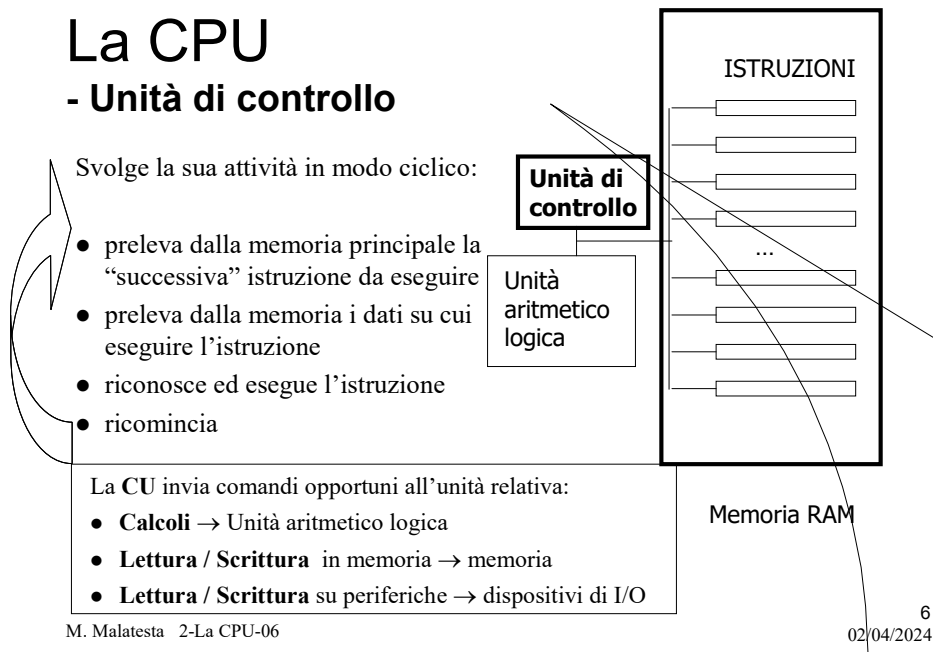 La CPU
- Unità di controllo
Svolge la sua attività in modo ciclico:
● preleva dalla memoria principale la
“successiva” istruzione da eseguire
● preleva dalla memoria i dati su cui
eseguire l’istruzione
● riconosce ed esegue l’istruzione
● ricomincia
Unità di
controllo
Unità
aritmetico
logica
ISTRUZIONI
...
Memoria RAM
La CU invia comandi opportuni all’unità relativa:
● Calcoli → Unità aritmetico logica
● Lettura / Scrittura in memoria → memoria
● Lettura / Scrittura su periferiche → dispositivi di I/O
M. Malatesta 2-La CPU-06
6
02/04/2024